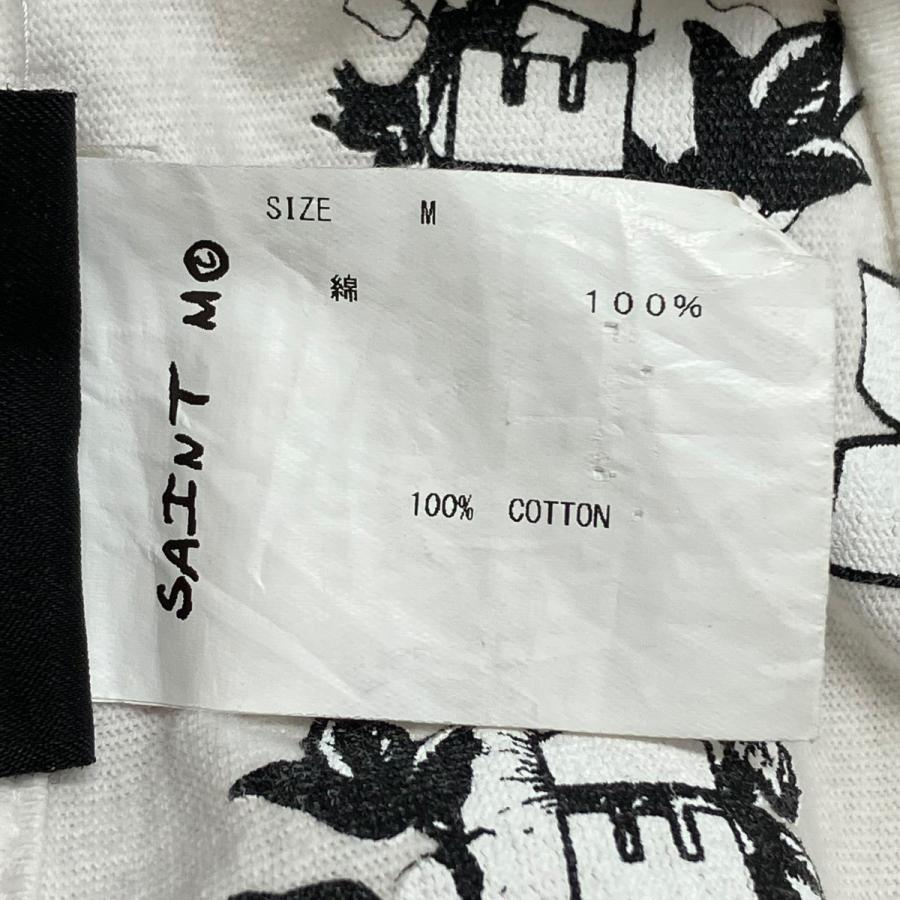 SIZE M
綿 １００％
100% COTTON
SAINT M©